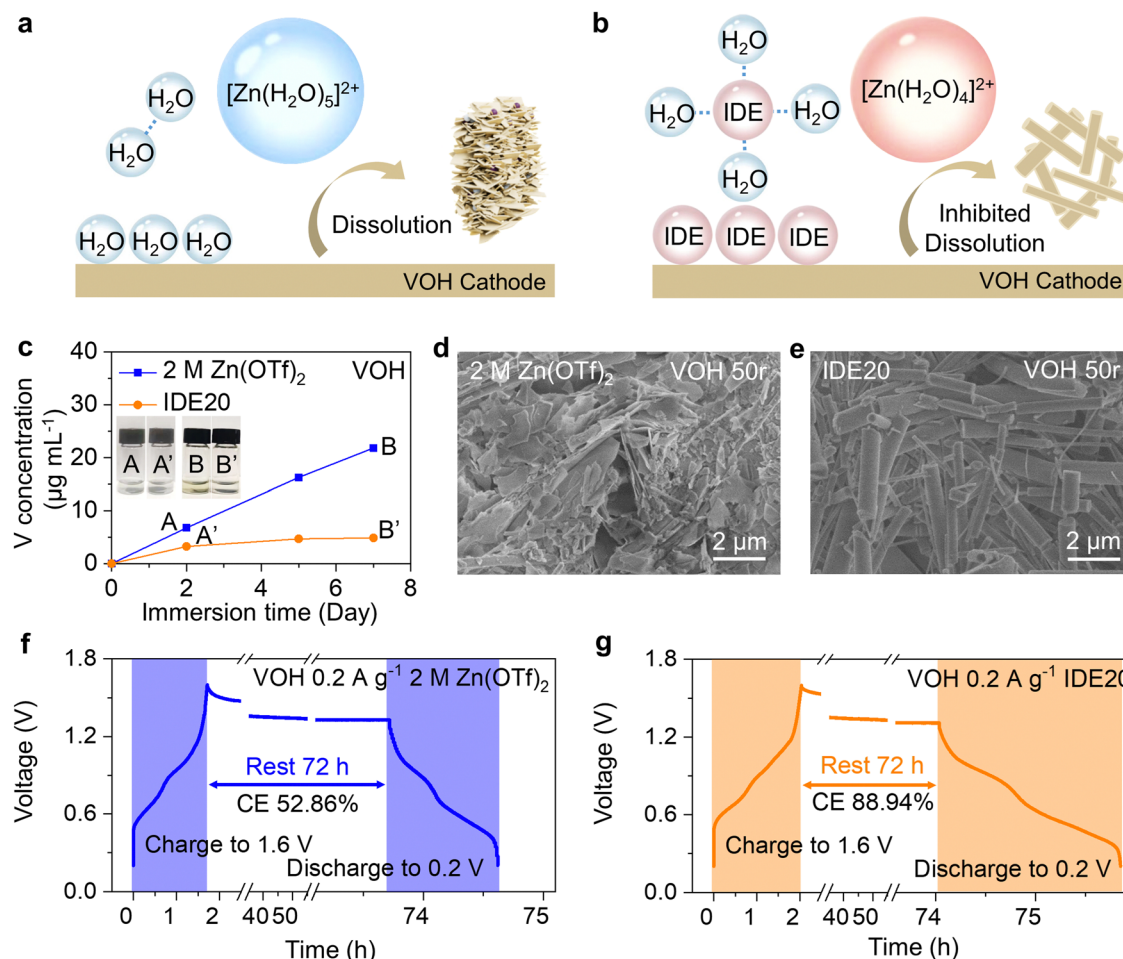 a
[Zn(H₂O)₅]²⁺
H₂O
H₂O
H₂O H₂O H₂O
Dissolution
VOH Cathode
b
H₂O
H₂O IDE H₂O
H₂O
[Zn(H₂O)₄]²⁺
IDE IDE IDE
Inhibited
Dissolution
VOH Cathode
c
V concentration
(µg mL⁻¹)
40
30
20
10
0
2 M Zn(OTf)₂
VOH
IDE20
A A' B B'
B
A
A'
B'
0 2 4 6 8
Immersion time (Day)
d
2 M Zn(OTf)₂ VOH 50r
2 µm
e
IDE20 VOH 50r
2 µm
f
Voltage (V)
1.8
1.2
0.6
0.0
VOH 0.2 A g⁻¹ 2 M Zn(OTf)₂
Rest 72 h
CE 52.86%
Charge to 1.6 V
Discharge to 0.2 V
0 1 2 40 50 74 75
Time (h)
g
Voltage (V)
1.8
1.2
0.6
0.0
VOH 0.2 A g⁻¹ IDE20
Rest 72 h
CE 88.94%
Charge to 1.6 V
Discharge to 0.2 V
0 1 2 40 50 74 75
Time (h)